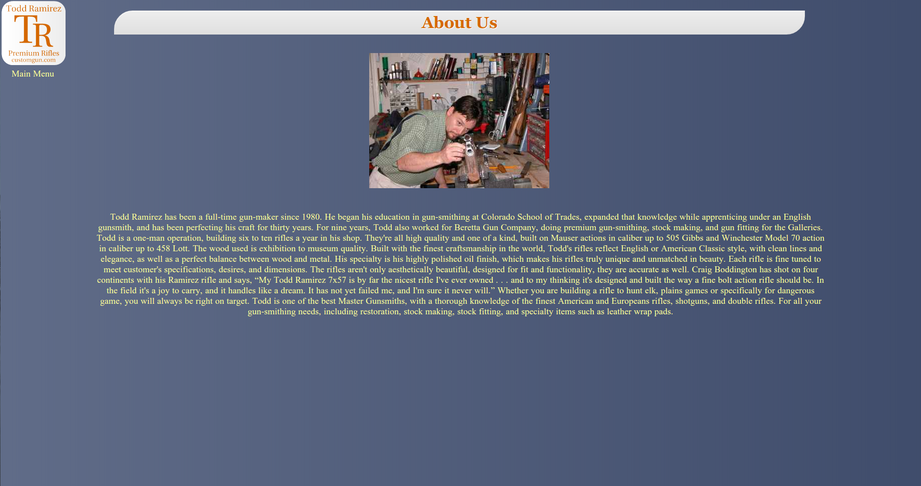 Todd Ramirez
TR
Premium Rifles
customgun.com
Main Menu
About Us
Todd Ramirez has been a full-time gun-maker since 1980. He began his education in gun-smithing at Colorado School of Trades, expanded that knowledge while apprenticing under an English
gunsmith, and has been perfecting his craft for thirty years. For nine years, Todd also worked for Beretta Gun Company, doing premium gun-smithing, stock making, and gun fitting for the Galleries.
Todd is a one-man operation, building six to ten rifles a year in his shop. They're all high quality and one of a kind, built on Mauser actions in caliber up to 505 Gibbs and Winchester Model 70 action
in caliber up to 458 Lott. The wood used is exhibition to museum quality. Built with the finest craftsmanship in the world, Todd's rifles reflect English or American Classic style, with clean lines and
elegance, as well as a perfect balance between wood and metal. His specialty is his highly polished oil finish, which makes his rifles truly unique and unmatched in beauty. Each rifle is fine tuned to
meet customer's specifications, desires, and dimensions. The rifles aren't only aesthetically beautiful, designed for fit and functionality, they are accurate as well. Craig Boddington has shot on four
continents with his Ramirez rifle and says, “My Todd Ramirez 7x57 is by far the nicest rifle I've ever owned . . . and to my thinking it's designed and built the way a fine bolt action rifle should be. In
the field it's a joy to carry, and it handles like a dream. It has not yet failed me, and I'm sure it never will.” Whether you are building a rifle to hunt elk, plains games or specifically for dangerous
game, you will always be right on target. Todd is one of the best Master Gunsmiths, with a thorough knowledge of the finest American and Europeans rifles, shotguns, and double rifles. For all your
gun-smithing needs, including restoration, stock making, stock fitting, and specialty items such as leather wrap pads.